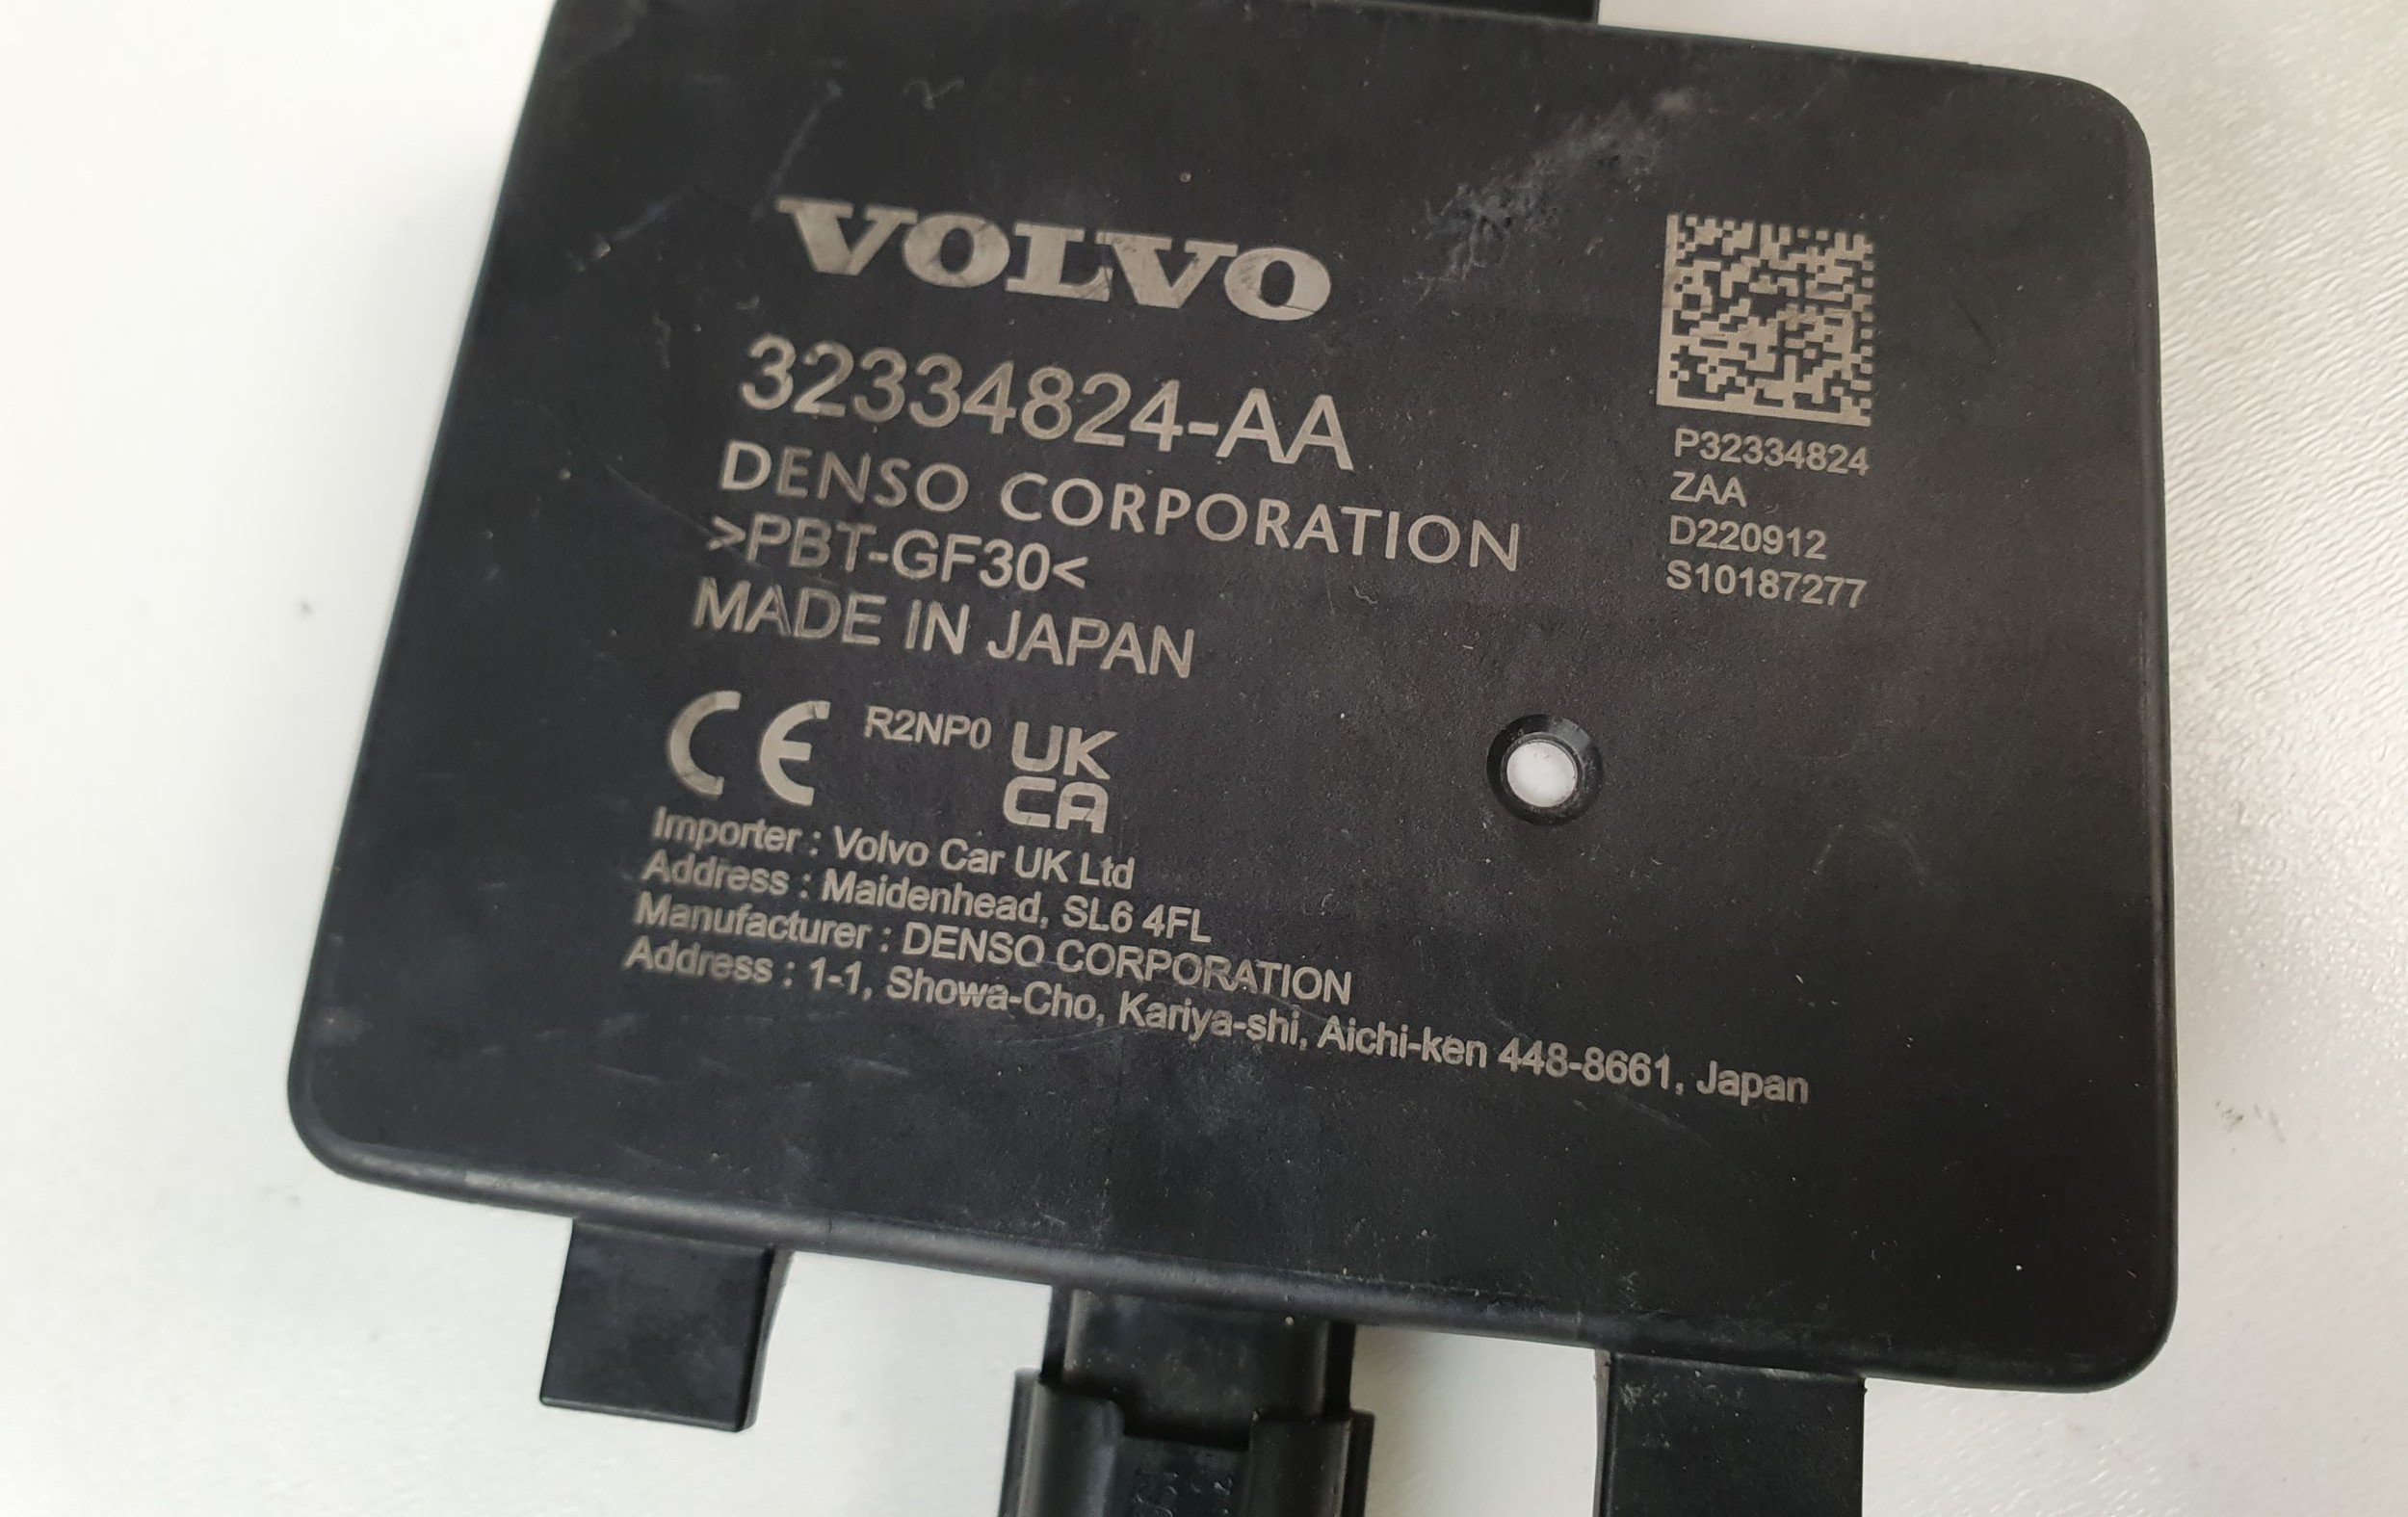 VOLVO
32334824-AA
DENSO CORPORATION
>PBT-GF30<
MADE IN JAPAN
P32334824
ZAA
D220912
S10187277
CE R2NP0 UK
CA
Importer : Volvo Car UK Ltd
Address : Maidenhead, SL6 4FL
Manufacturer : DENSO CORPORATION
Address : 1-1, Showa-Cho, Kariya-shi, Aichi-ken 448-8661, Japan